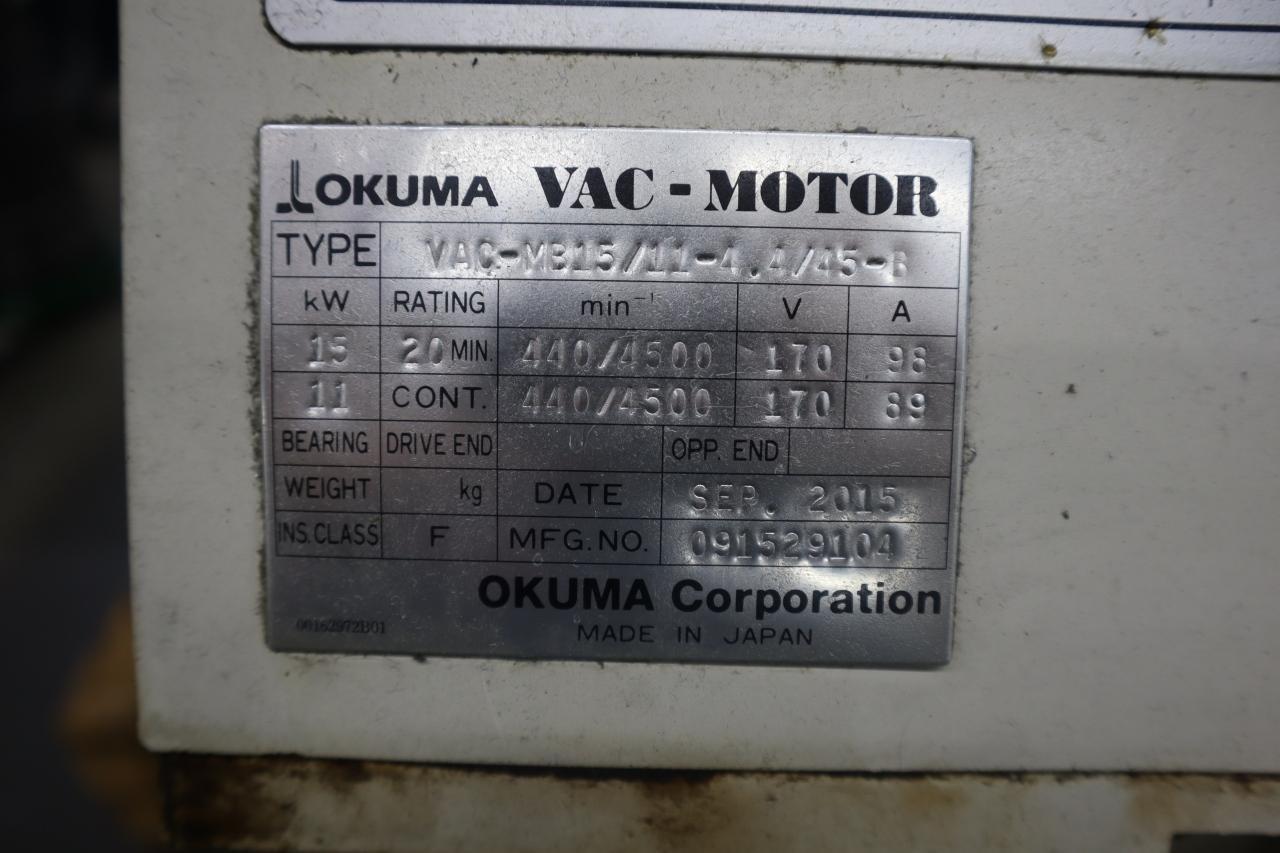 OKUMA VAC-MOTOR
TYPE VAC-MB15/11-4.4/45-B
kW RATING min⁻¹ V A
15 20 MIN. 440/4500 170 98
11 CONT. 440/4500 170 89
BEARING DRIVE END OPP. END
WEIGHT kg DATE SEP. 2015
INS. CLASS F MFG. NO. 091529104
OKUMA Corporation
00162972B01
MADE IN JAPAN